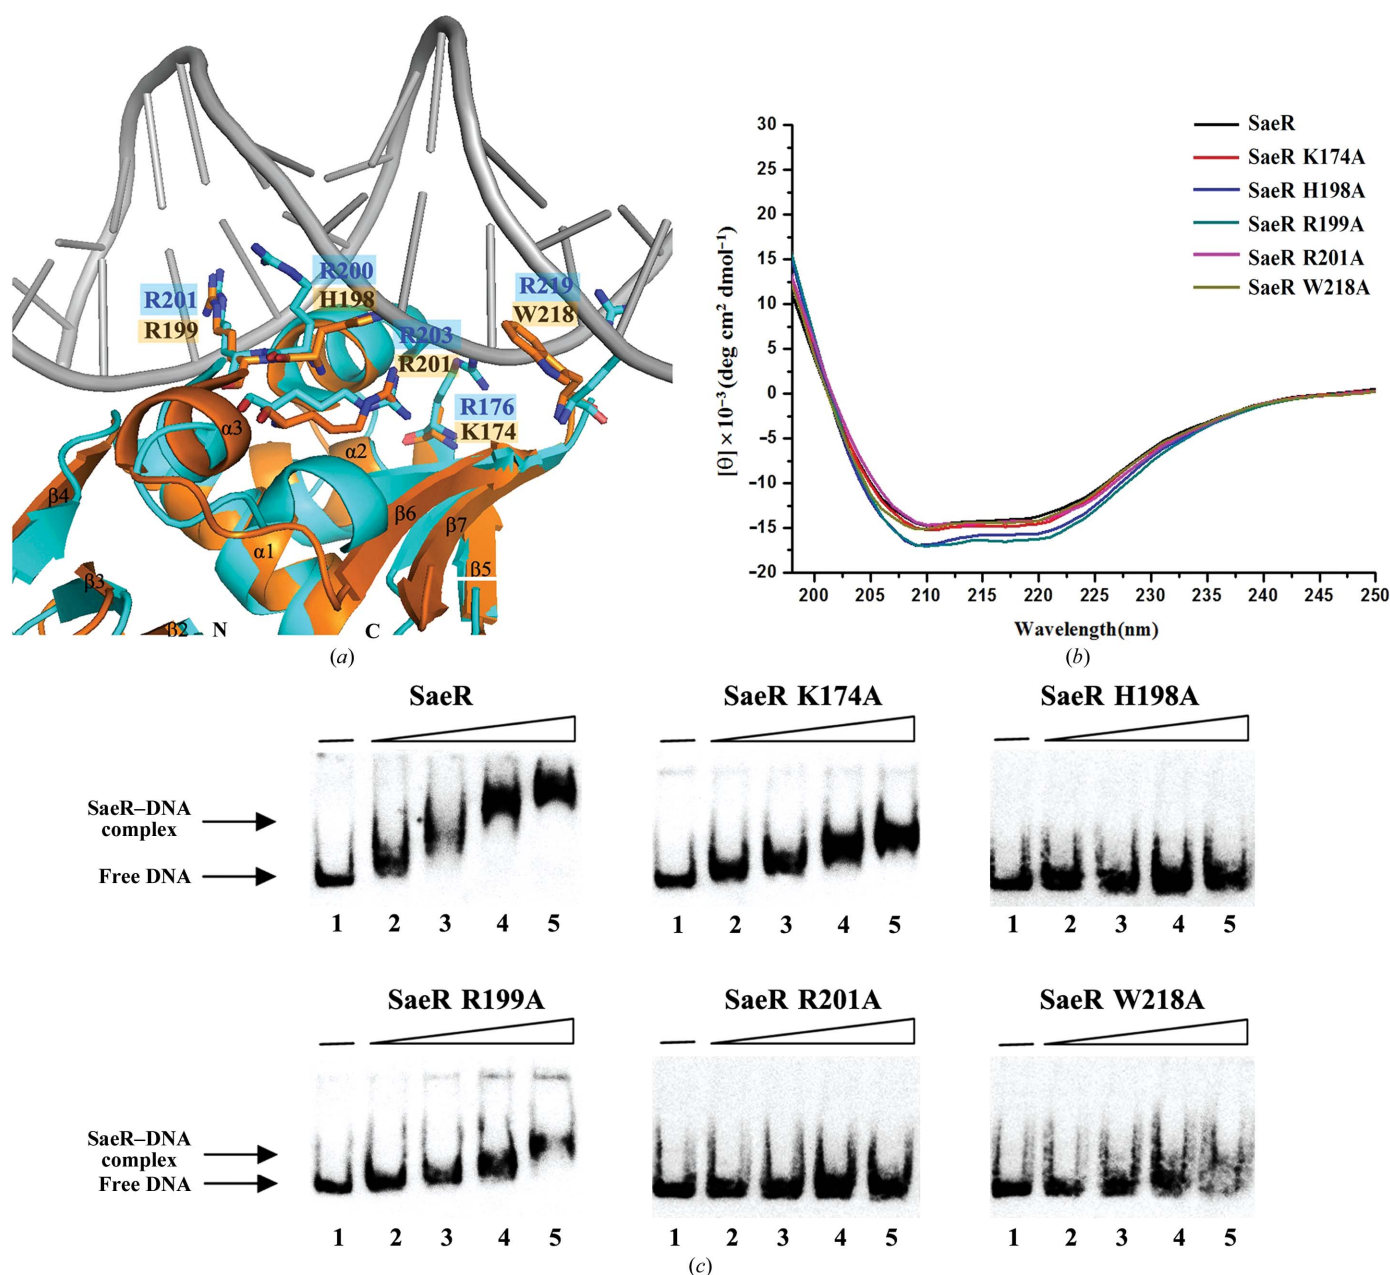 R200
H198
R201
R199
R219
W218
R203
R201
R176
K174
α3
α2
β4
β6
β7
α1
β5
β3
β2
N
C
(a)
SaeR
SaeR K174A
SaeR H198A
SaeR R199A
SaeR R201A
SaeR W218A
[θ] × 10⁻³ (deg cm² dmol⁻¹)
30
25
20
15
10
5
0
−5
−10
−15
−20
200 205 210 215 220 225 230 235 240 245 250
Wavelength(nm)
(b)
SaeR
SaeR K174A
SaeR H198A
SaeR–DNA
complex
Free DNA
1 2 3 4 5
1 2 3 4 5
1 2 3 4 5
SaeR R199A
SaeR R201A
SaeR W218A
SaeR–DNA
complex
Free DNA
1 2 3 4 5
1 2 3 4 5
1 2 3 4 5
(c)